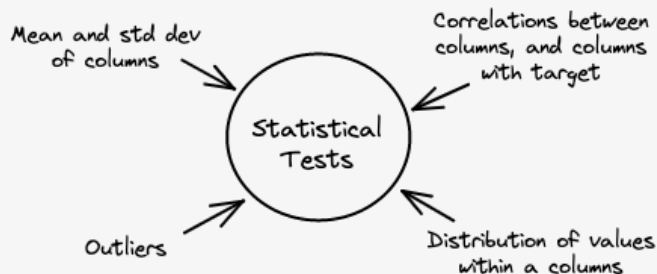 Mean and std dev
of columns
Correlations between
columns, and columns
with target
Statistical
Tests
Outliers
Distribution of values
within a columns